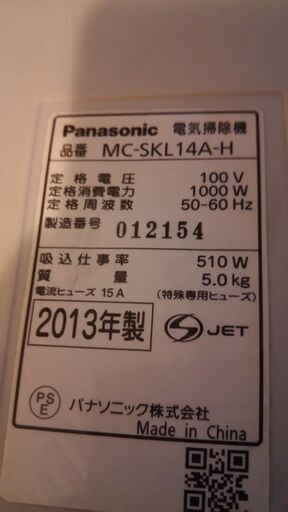 Panasonic 電気掃除機
品番 MC-SKL14A-H
定格電圧 100 V
定格消費電力 1000 W
定格周波数 50-60 Hz
製造番号 012154
吸込仕事率 510 W
質量 5.0 kg
電流ヒューズ 15 A (特殊専用ヒューズ)
2013年製 S JET
PS E パナソニック株式会社
Made in China